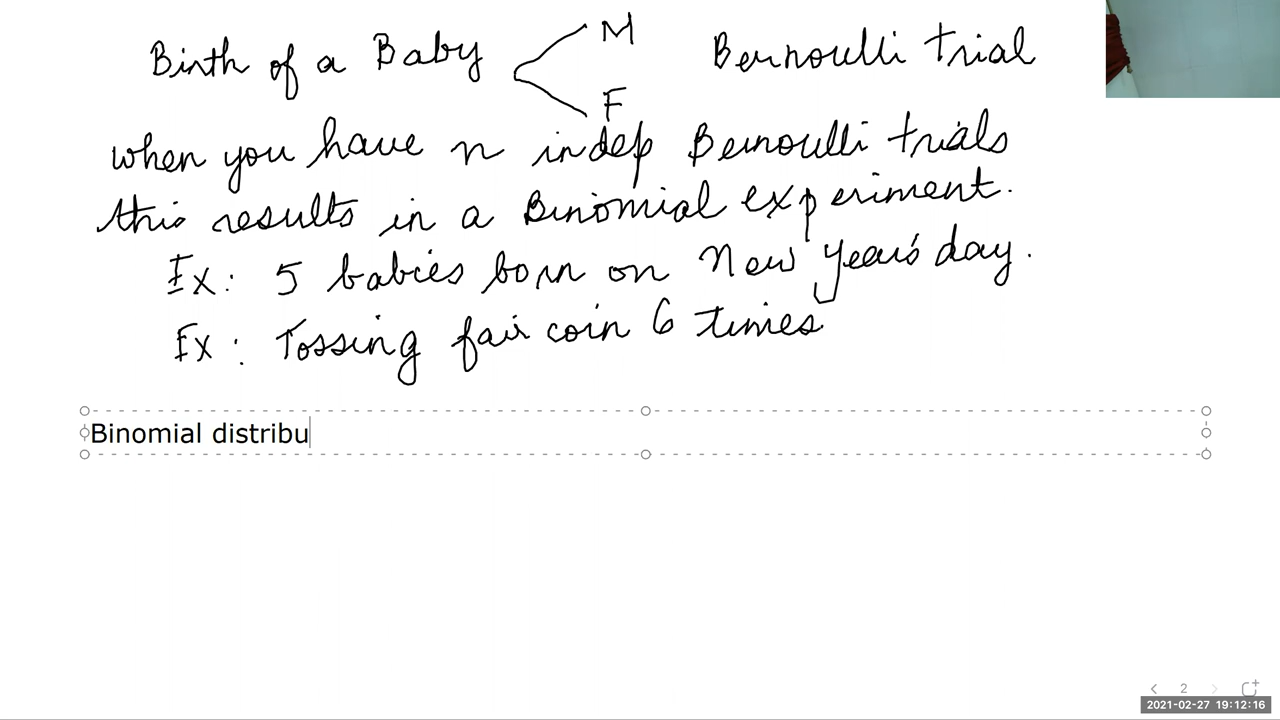 Birth of a Baby M Bernoulli trial
F
when you have n indep Bernoulli trials
this results in a Binomial experiment.
Ex: 5 babies born on New Year's day.
Ex: Tossing fair coin 6 times
Binomial distribu
2
2021-02-27 19:12:16